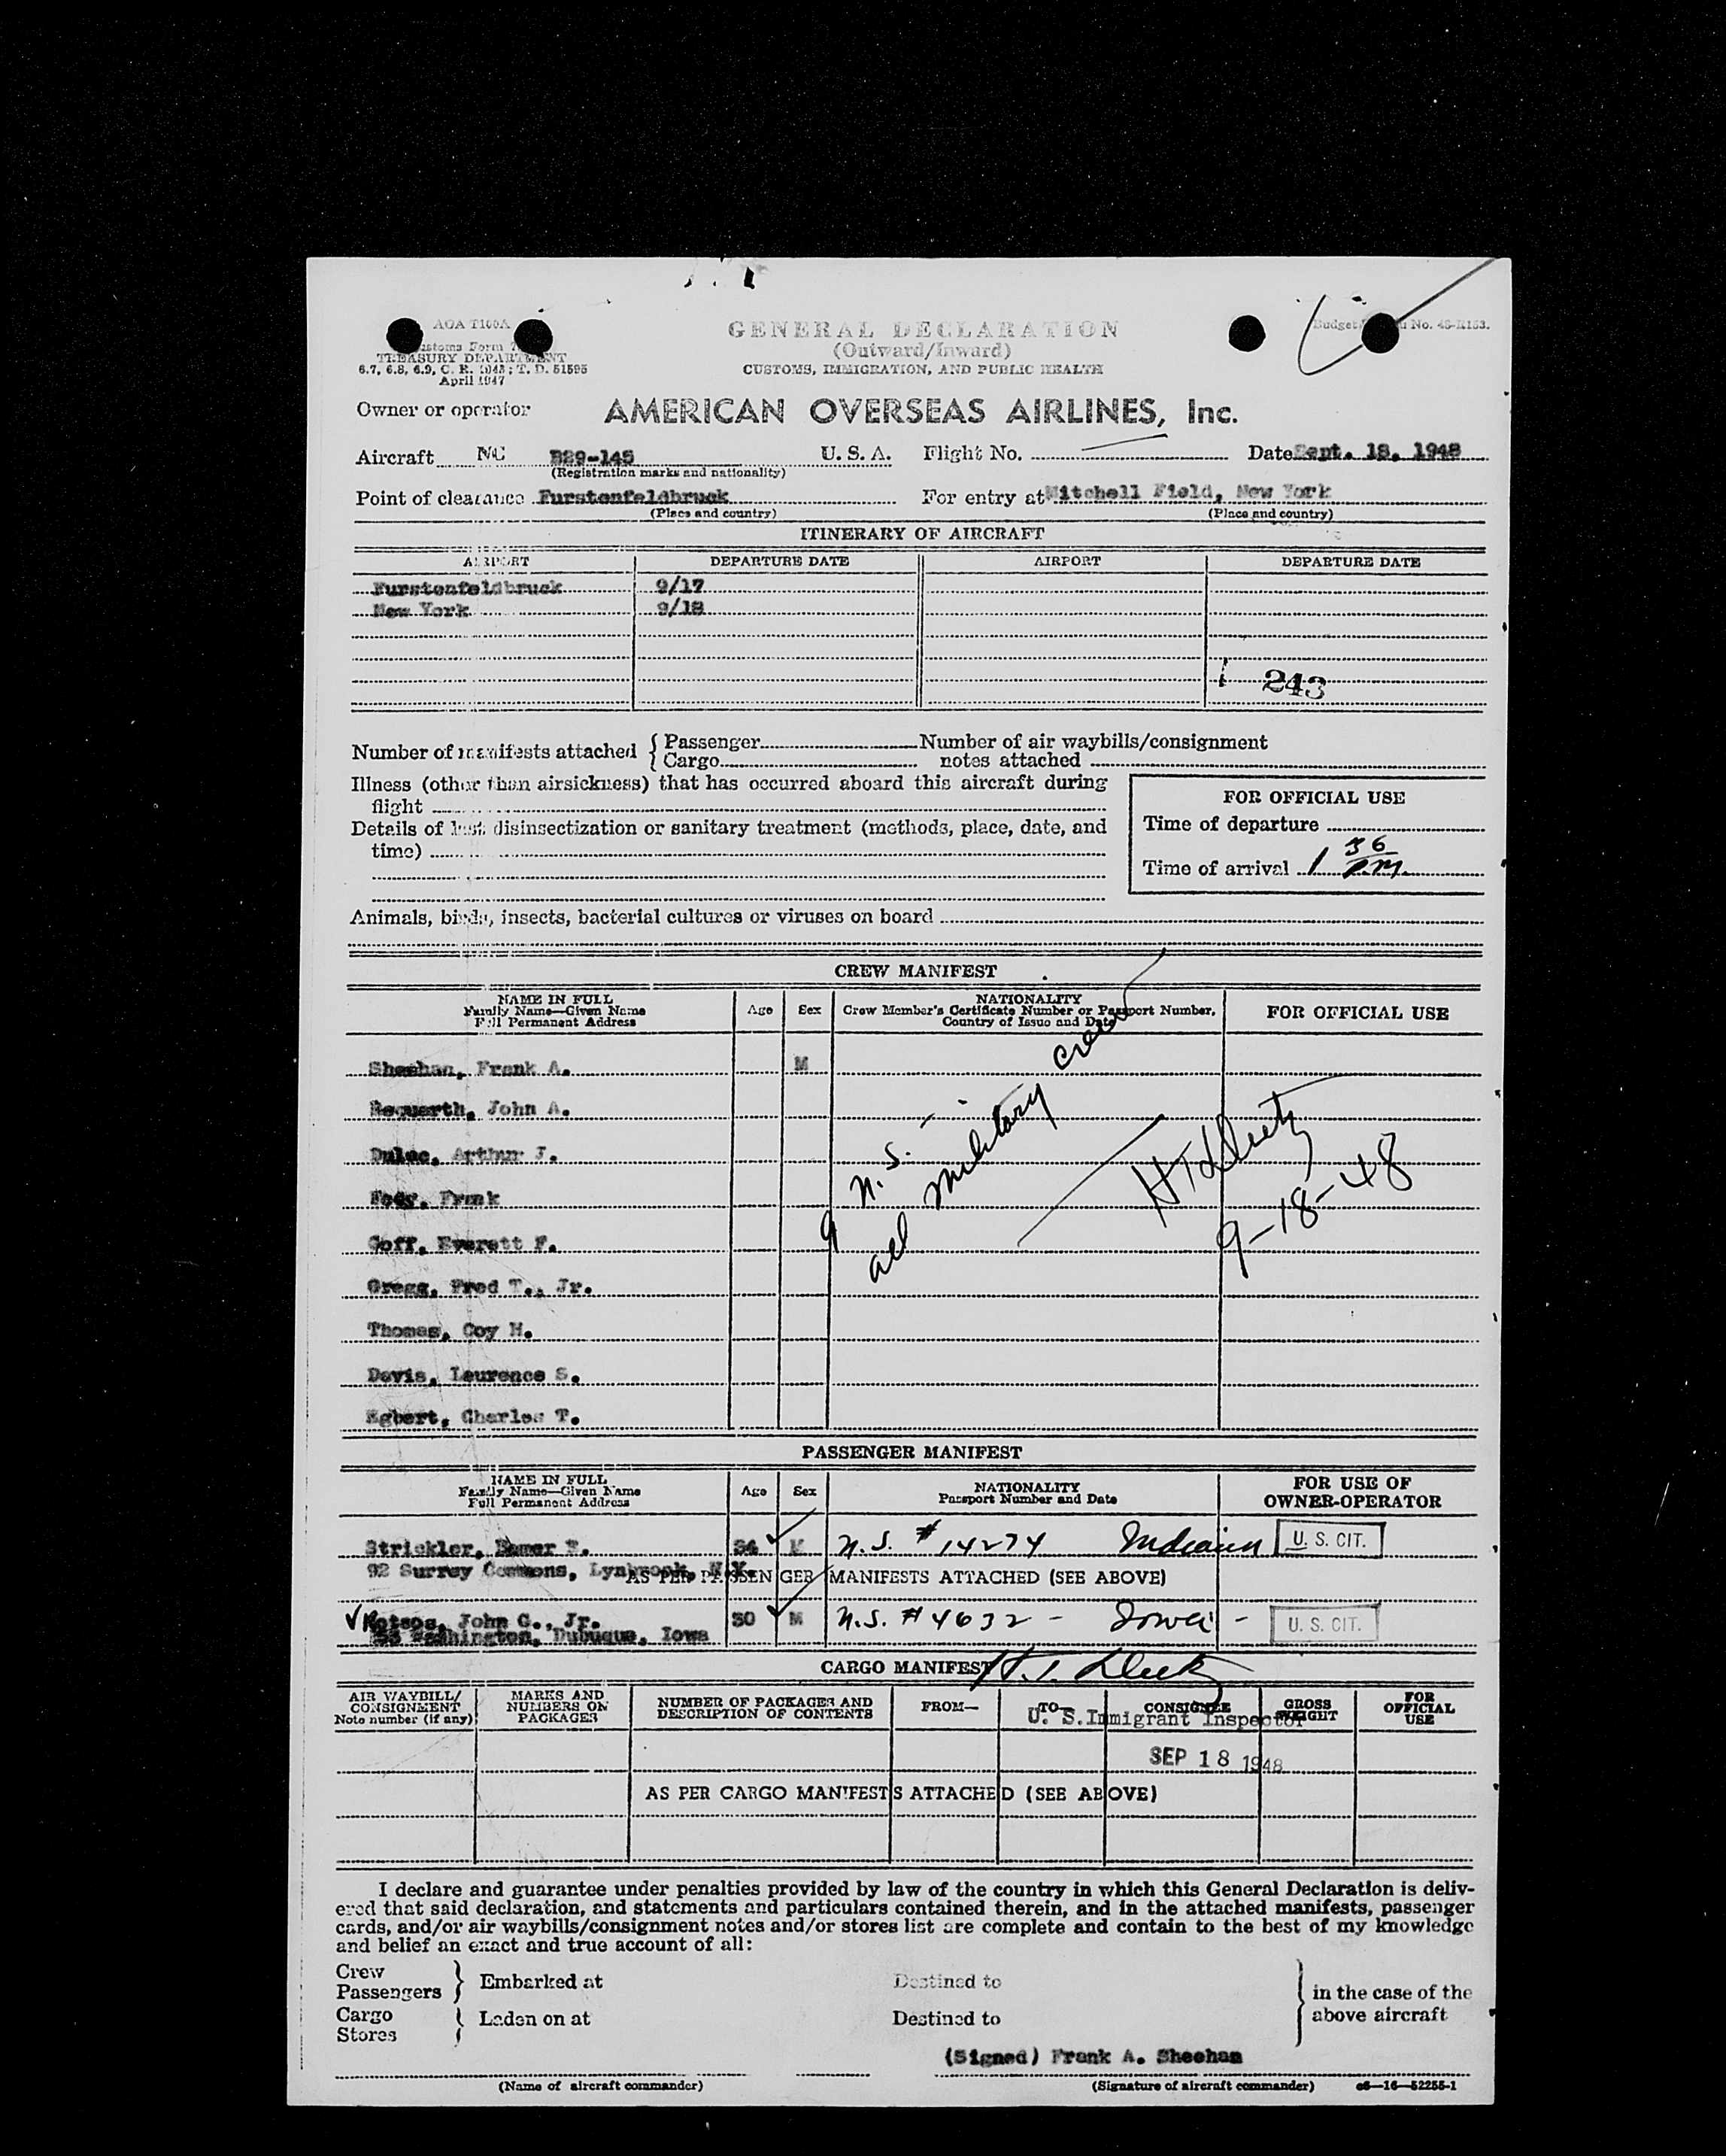 AOA T100A
Customs Form
TREASURY DEPARTMENT
6.7, 6.8, 6.9, C. R. 1943; T. D. 51595
April 1947
GENERAL DECLARATION
(Outward/Inward)
CUSTOMS, IMMIGRATION, AND PUBLIC HEALTH
Budget No. 48-R153.
Owner or operator AMERICAN OVERSEAS AIRLINES, Inc.
Aircraft NC B29-145 U. S. A. Flight No. Date Sept. 18, 1948
(Registration marks and nationality)
Point of clearance Furstenfeldbruck For entry at Mitchell Field, New York
(Place and country) (Place and country)
ITINERARY OF AIRCRAFT
AIRPORT DEPARTURE DATE AIRPORT DEPARTURE DATE
Furstenfeldbruck 9/17
New York 9/18
243
Number of manifests attached { Passenger Number of air waybills/consignment
Cargo notes attached
Illness (other than airsickness) that has occurred aboard this aircraft during
flight
Details of last disinsectization or sanitary treatment (methods, place, date, and
time)
FOR OFFICIAL USE
Time of departure
Time of arrival 1 36 P.M.
Animals, birds, insects, bacterial cultures or viruses on board
CREW MANIFEST
NAME IN FULL
Family Name—Given Name
Full Permanent Address
Age Sex
NATIONALITY
Crew Member's Certificate Number or Passport Number,
Country of Issue and Date
FOR OFFICIAL USE
Sheehan, Frank A. M
Requarth, John A.
Dulac, Arthur J.
Frank
Goff, Everett F.
Gregg, Fred T., Jr.
Thomas, Coy H.
Davis, Laurence S.
Egbert, Charles T.
9 N. S. –
all military crew
9-18-48
PASSENGER MANIFEST
NAME IN FULL
Family Name—Given Name
Full Permanent Address
Age Sex
NATIONALITY
Passport Number and Date
FOR USE OF
OWNER-OPERATOR
Strickler, Homer F. 34 M N.S. # 14274 Indiana U. S. CIT.
92 Surrey Commons, Lynbrook, N.Y.
AS PER PASSENGER MANIFESTS ATTACHED (SEE ABOVE)
Kotsos, John G., Jr. 30 M N.S. # 4632 - Iowa - U. S. CIT.
Washington, Dubuque, Iowa
CARGO MANIFEST
AIR WAYBILL/
CONSIGNMENT
Note number (if any)
MARKS AND
NUMBERS ON
PACKAGES
NUMBER OF PACKAGES AND
DESCRIPTION OF CONTENTS
FROM— TO— CONSIGNEE
GROSS
WEIGHT
FOR
OFFICIAL
USE
U. S. Immigrant Inspector
SEP 18 1948
AS PER CARGO MANIFESTS ATTACHED (SEE ABOVE)
I declare and guarantee under penalties provided by law of the country in which this General Declaration is deliv-
ered that said declaration, and statements and particulars contained therein, and in the attached manifests, passenger
cards, and/or air waybills/consignment notes and/or stores list are complete and contain to the best of my knowledge
and belief an exact and true account of all:
Crew
Passengers } Embarked at Destined to
Cargo
Stores { Laden on at Destined to
} in the case of the
above aircraft
(Signed) Frank A. Sheehan
(Name of aircraft commander) (Signature of aircraft commander) c6—16—52255-1